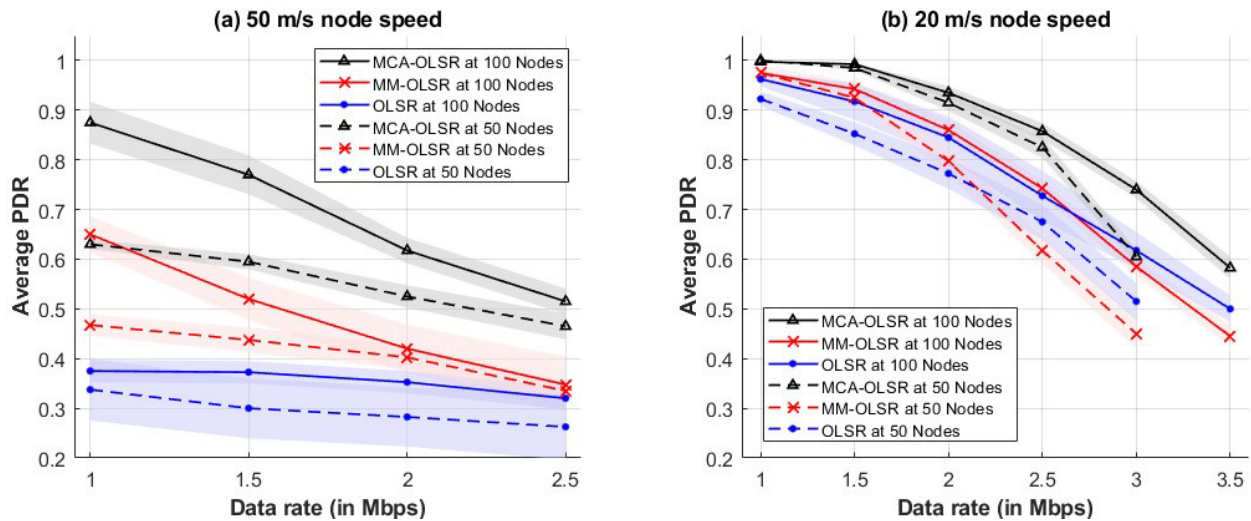 (a) 50 m/s node speed
Average PDR
1
0.9
0.8
0.7
0.6
0.5
0.4
0.3
0.2
MCA-OLSR at 100 Nodes
MM-OLSR at 100 Nodes
OLSR at 100 Nodes
MCA-OLSR at 50 Nodes
MM-OLSR at 50 Nodes
OLSR at 50 Nodes
1 1.5 2 2.5
Data rate (in Mbps)
(b) 20 m/s node speed
Average PDR
1
0.9
0.8
0.7
0.6
0.5
0.4
0.3
0.2
MCA-OLSR at 100 Nodes
MM-OLSR at 100 Nodes
OLSR at 100 Nodes
MCA-OLSR at 50 Nodes
MM-OLSR at 50 Nodes
OLSR at 50 Nodes
1 1.5 2 2.5 3 3.5
Data rate (in Mbps)